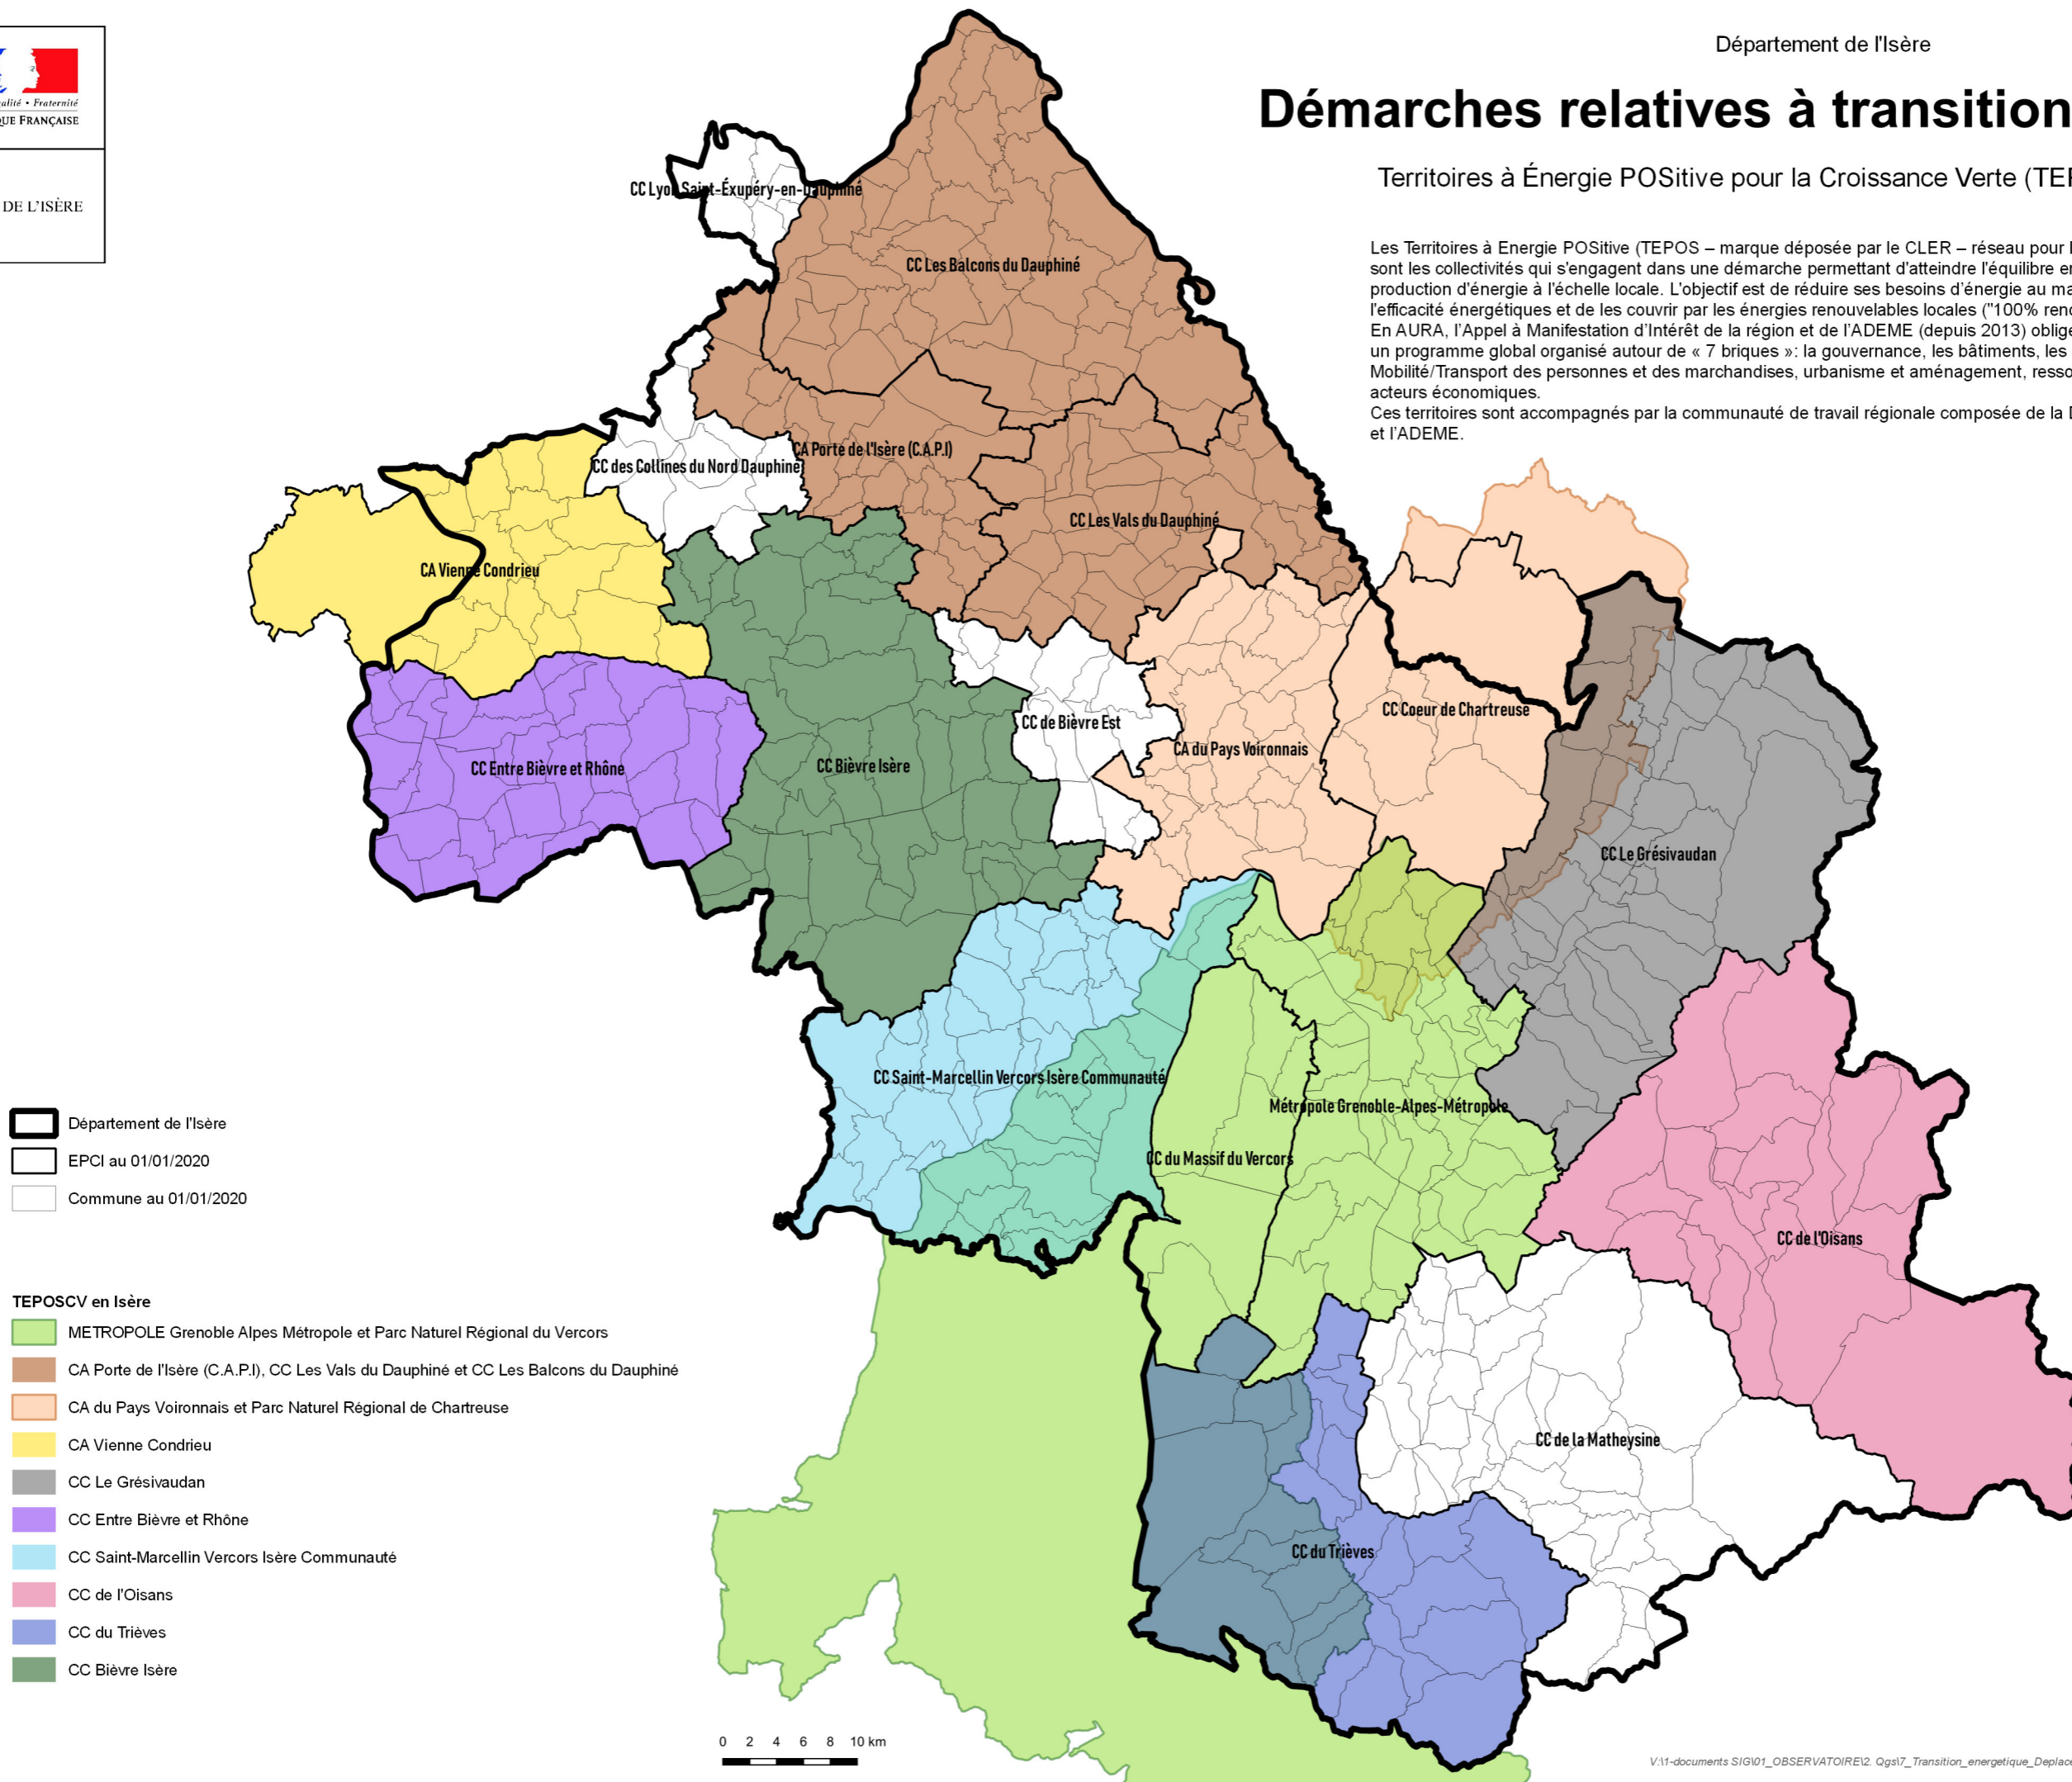 alité • Fraternité
QUE FRANÇAISE
DE L'ISÈRE
Département de l'Isère
Démarches relatives à transition
Territoires à Énergie POSitive pour la Croissance Verte (TEP
Les Territoires à Energie POSitive (TEPOS – marque déposée par le CLER – réseau pour
sont les collectivités qui s'engagent dans une démarche permettant d'atteindre l'équilibre
production d'énergie à l'échelle locale. L'objectif est de réduire ses besoins d'énergie au
l'efficacité énergétiques et de les couvrir par les énergies renouvelables locales ("100%
En AURA, l'Appel à Manifestation d'Intérêt de la région et de l'ADEME (depuis 2013)
un programme global organisé autour de « 7 briques »: la gouvernance, les bâtiments, les
Mobilité/Transport des personnes et des marchandises, urbanisme et aménagement,
acteurs économiques.
Ces territoires sont accompagnés par la communauté de travail régionale composée de la
et l'ADEME.
CC Lyon Saint-Éxupéry-en-Dauphiné
CC Les Balcons du Dauphiné
CA Porte de l'Isère (C.A.P.I)
CC des Collines du Nord Dauphiné
CC Les Vals du Dauphiné
CA Vienne Condrieu
CC Coeur de Chartreuse
CC de Bièvre Est
CA du Pays Voironnais
CC Entre Bièvre et Rhône
CC Bièvre Isère
CC Le Grésivaudan
CC Saint-Marcellin Vercors Isère Communauté
Métropole Grenoble-Alpes-Métropole
CC du Massif du Vercors
CC de l'Oisans
CC de la Matheysine
CC du Trièves
Département de l'Isère
EPCI au 01/01/2020
Commune au 01/01/2020
TEPOSCV en Isère
METROPOLE Grenoble Alpes Métropole et Parc Naturel Régional du Vercors
CA Porte de l'Isère (C.A.P.I), CC Les Vals du Dauphiné et CC Les Balcons du Dauphiné
CA du Pays Voironnais et Parc Naturel Régional de Chartreuse
CA Vienne Condrieu
CC Le Grésivaudan
CC Entre Bièvre et Rhône
CC Saint-Marcellin Vercors Isère Communauté
CC de l'Oisans
CC du Trièves
CC Bièvre Isère
0 2 4 6 8 10 km
V:\1-documents SIG\01_OBSERVATOIRE\2. Qgs\7_Transition_energetique_Deplac